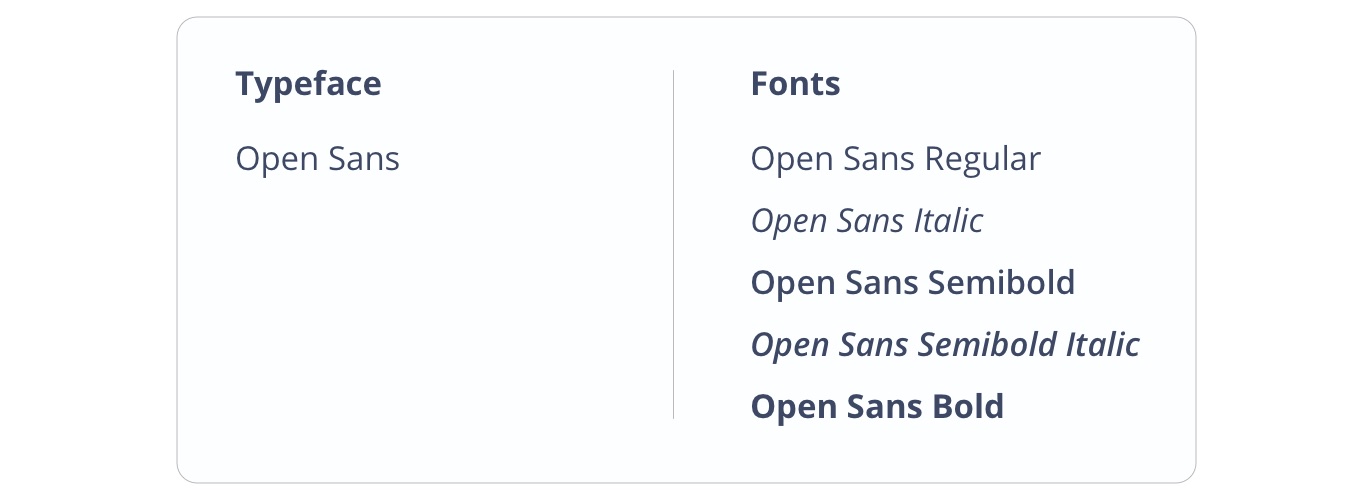 Typeface
Open Sans
Fonts
Open Sans Regular
Open Sans Italic
Open Sans Semibold
Open Sans Semibold Italic
Open Sans Bold